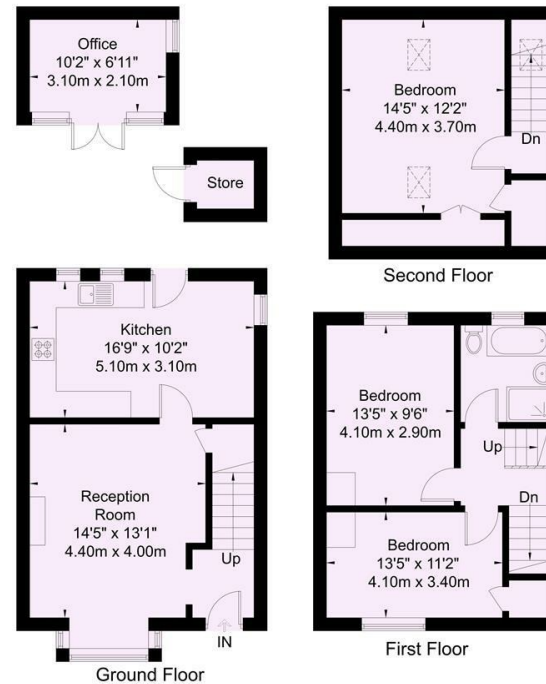 Office
10'2" x 6'11"
3.10m x 2.10m
Store
Kitchen
16'9" x 10'2"
5.10m x 3.10m
Reception
Room
14'5" x 13'1"
4.40m x 4.00m
Up
IN
Ground Floor
Bedroom
14'5" x 12'2"
4.40m x 3.70m
Dn
Second Floor
Bedroom
13'5" x 9'6"
4.10m x 2.90m
Up
Dn
Bedroom
13'5" x 11'2"
4.10m x 3.40m
First Floor